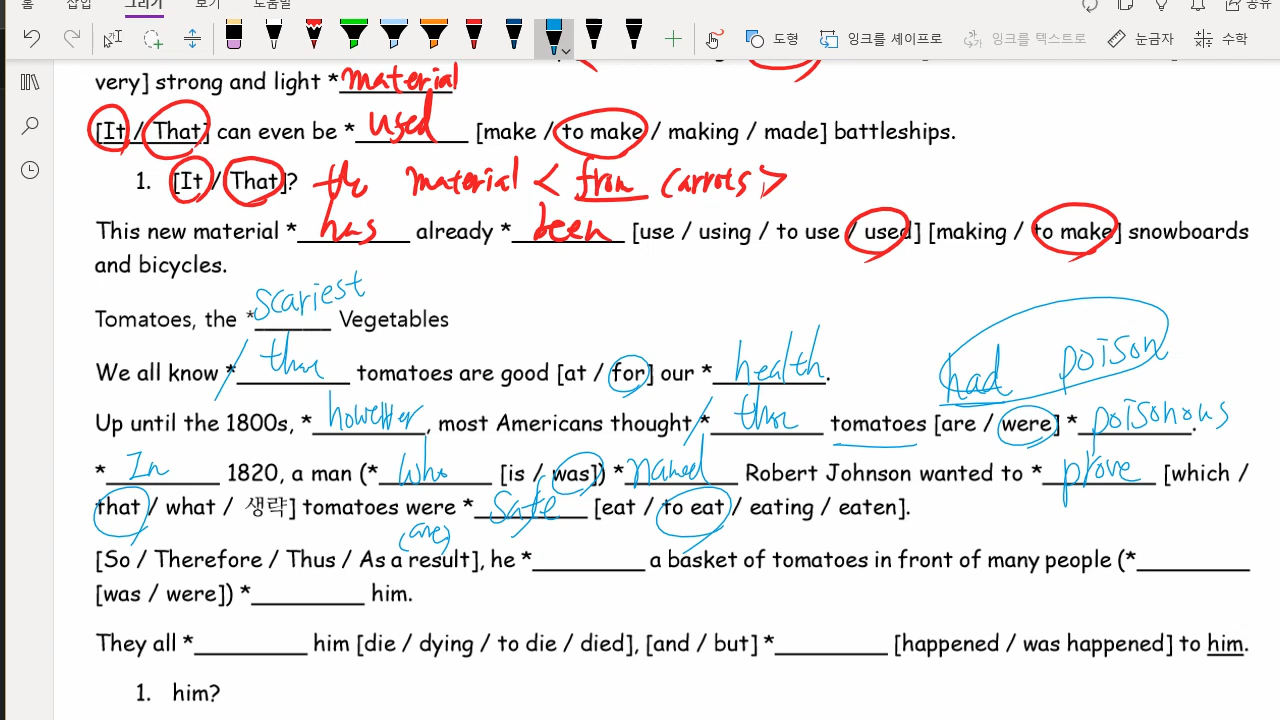 홈 삽입 그리기 보기 도움말 공유
도형 잉크를 셰이프로 잉크를 텍스트로 눈금자 수학
very] strong and light *material
[It / That] can even be *used [make / to make / making / made] battleships.
1. [It / That]? the material < from carrots >
This new material *has already *been [use / using / to use / used] [making / to make] snowboards
and bicycles.
Tomatoes, the *scariest Vegetables
We all know *that tomatoes are good [at / for] our *health.
had poison
Up until the 1800s, *however, most Americans thought *that tomatoes [are / were] *poisonous.
*In 1820, a man (*who [is / was]) *named Robert Johnson wanted to *prove [which /
that / what / 생략] tomatoes were *safe [eat / to eat / eating / eaten].
(are)
[So / Therefore / Thus / As a result], he *________ a basket of tomatoes in front of many people (*________
[was / were]) *________ him.
They all *________ him [die / dying / to die / died], [and / but] *________ [happened / was happened] to him.
1. him?